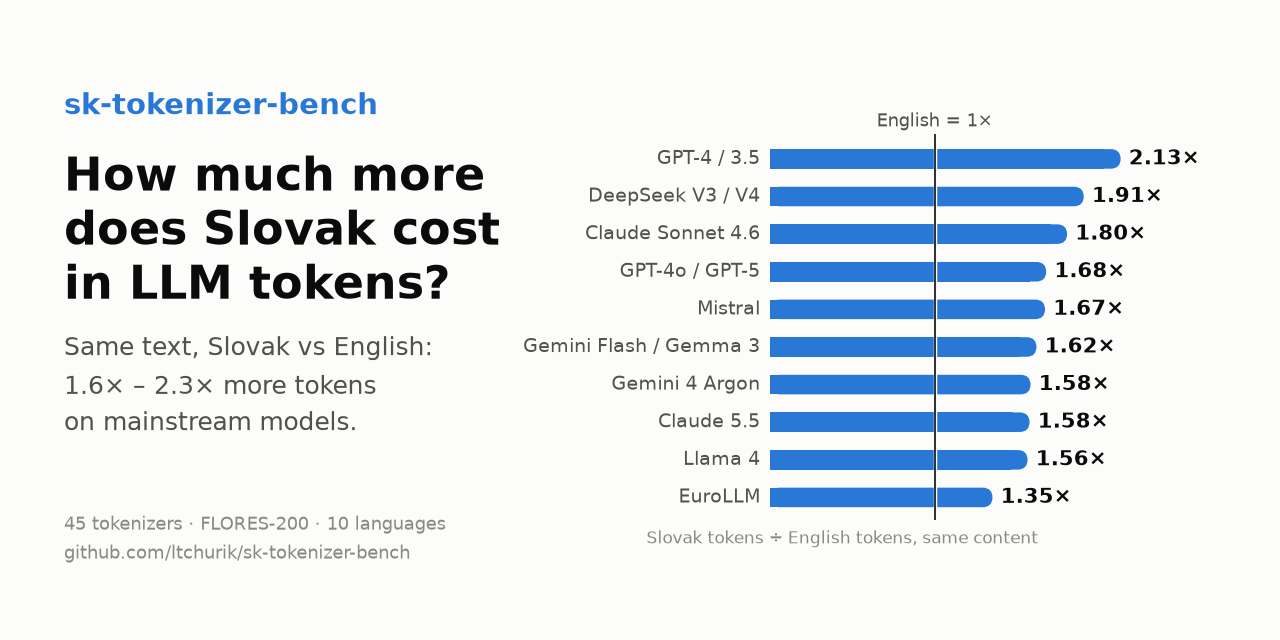 sk-tokenizer-bench
How much more
does Slovak cost
in LLM tokens?
Same text, Slovak vs English:
1.6× – 2.3× more tokens
on mainstream models.
45 tokenizers · FLORES-200 · 10 languages
github.com/ltchurik/sk-tokenizer-bench
English = 1×
GPT-4 / 3.5 2.13×
DeepSeek V3 / V4 1.91×
Claude Sonnet 4.6 1.80×
GPT-4o / GPT-5 1.68×
Mistral 1.67×
Gemini Flash / Gemma 3 1.62×
Gemini 4 Argon 1.58×
Claude 5.5 1.58×
Llama 4 1.56×
EuroLLM 1.35×
Slovak tokens ÷ English tokens, same content